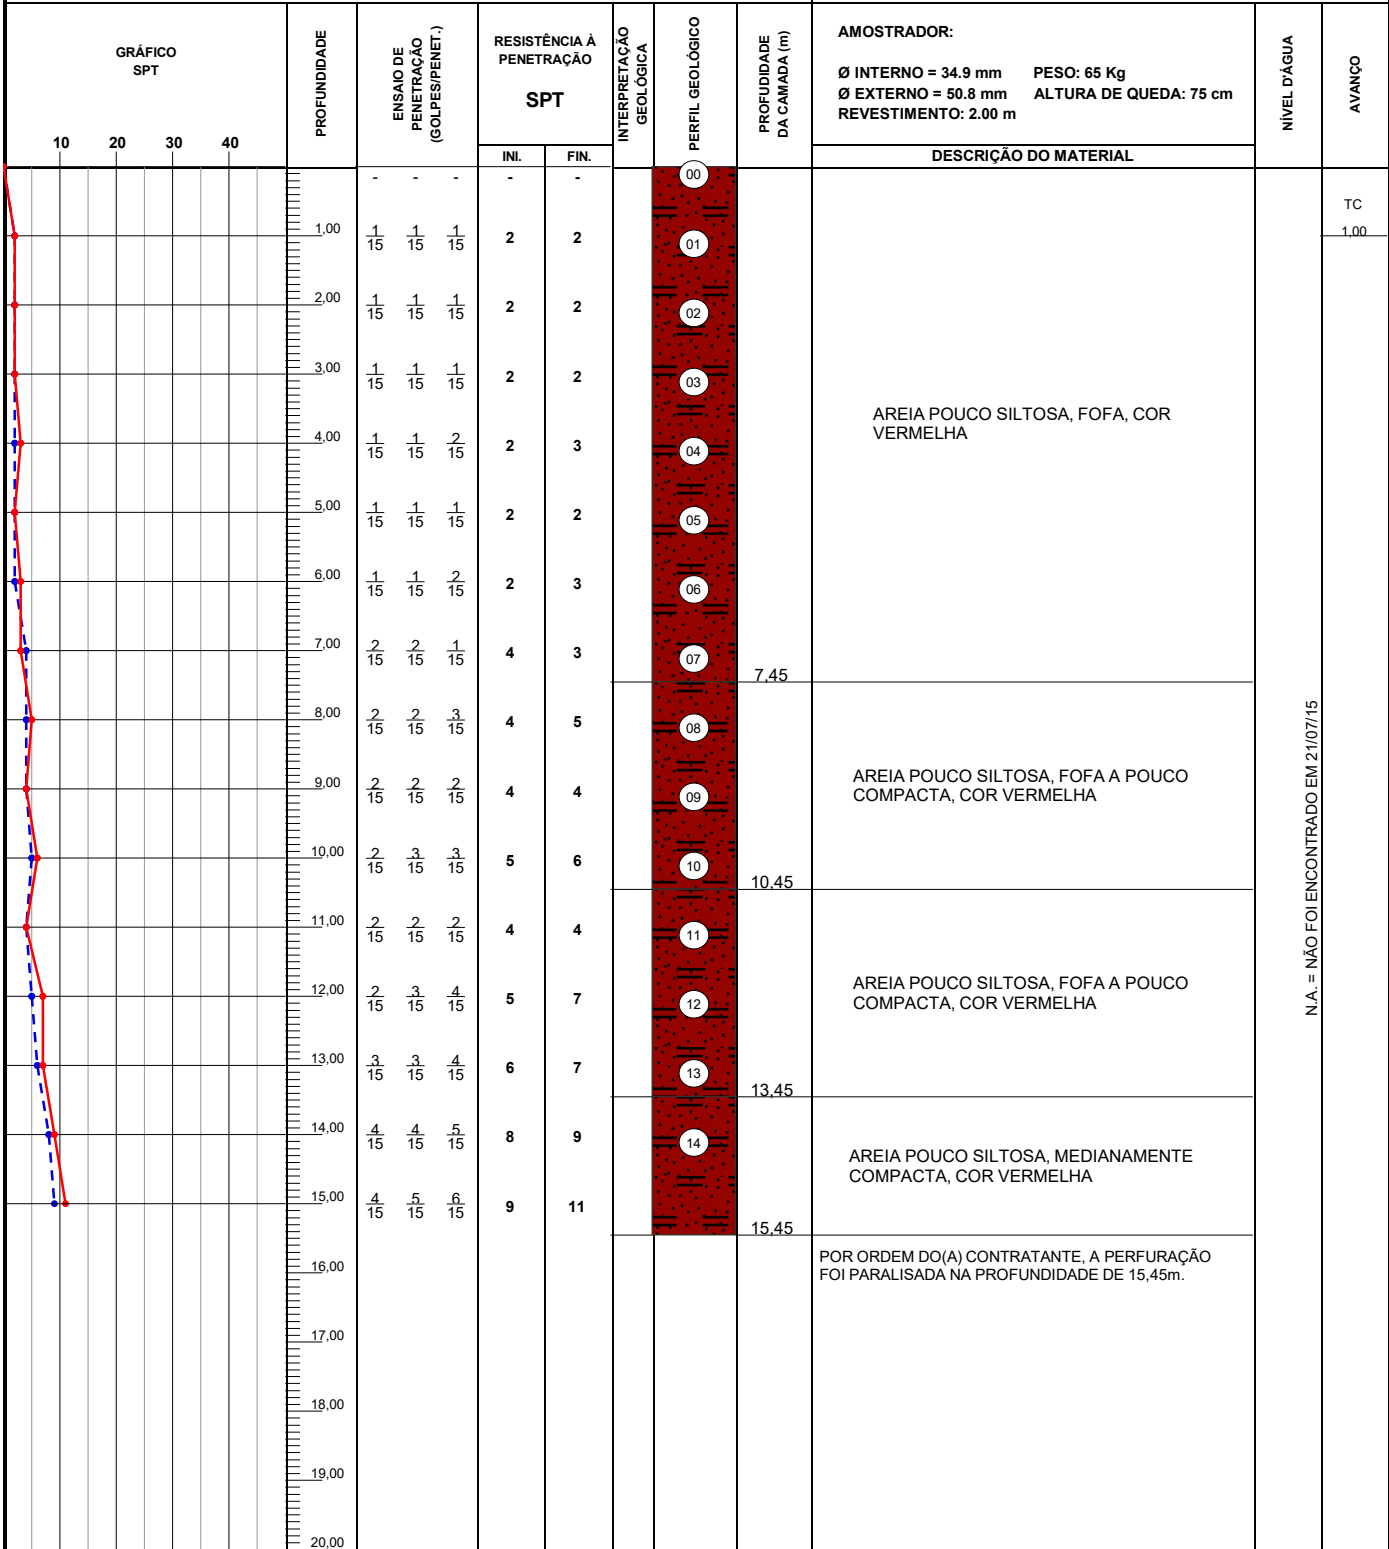 GRÁFICO
SPT
10 20 30 40
PROFUNDIDADE
ENSAIO DE
PENETRAÇÃO
(GOLPES/PENET.)
RESISTÊNCIA À
PENETRAÇÃO
SPT
INI. FIN.
INTERPRETAÇÃO
GEOLÓGICA
PERFIL GEOLÓGICO
PROFUDIDADE
DA CAMADA (m)
AMOSTRADOR:
Ø INTERNO = 34.9 mm PESO: 65 Kg
Ø EXTERNO = 50.8 mm ALTURA DE QUEDA: 75 cm
REVESTIMENTO: 2.00 m
DESCRIÇÃO DO MATERIAL
NÍVEL D'ÁGUA
AVANÇO
- - - - - 00
TC
1,00 1/15 1/15 1/15 2 2 01 1,00
2,00 1/15 1/15 1/15 2 2 02
3,00 1/15 1/15 1/15 2 2 03
AREIA POUCO SILTOSA, FOFA, COR
VERMELHA
4,00 1/15 1/15 2/15 2 3 04
5,00 1/15 1/15 1/15 2 2 05
6,00 1/15 1/15 2/15 2 3 06
7,00 2/15 2/15 1/15 4 3 07
7,45
8,00 2/15 2/15 3/15 4 5 08
AREIA POUCO SILTOSA, FOFA A POUCO
COMPACTA, COR VERMELHA
9,00 2/15 2/15 2/15 4 4 09
10,00 2/15 3/15 3/15 5 6 10
10,45
11,00 2/15 2/15 2/15 4 4 11
AREIA POUCO SILTOSA, FOFA A POUCO
COMPACTA, COR VERMELHA
12,00 2/15 3/15 4/15 5 7 12
13,00 3/15 3/15 4/15 6 7 13
13,45
14,00 4/15 4/15 5/15 8 9 14
AREIA POUCO SILTOSA, MEDIANAMENTE
COMPACTA, COR VERMELHA
15,00 4/15 5/15 6/15 9 11
15,45
POR ORDEM DO(A) CONTRATANTE, A PERFURAÇÃO
FOI PARALISADA NA PROFUNDIDADE DE 15,45m.
16,00
17,00
18,00
19,00
20,00
N.A. = NÃO FOI ENCONTRADO EM 21/07/15